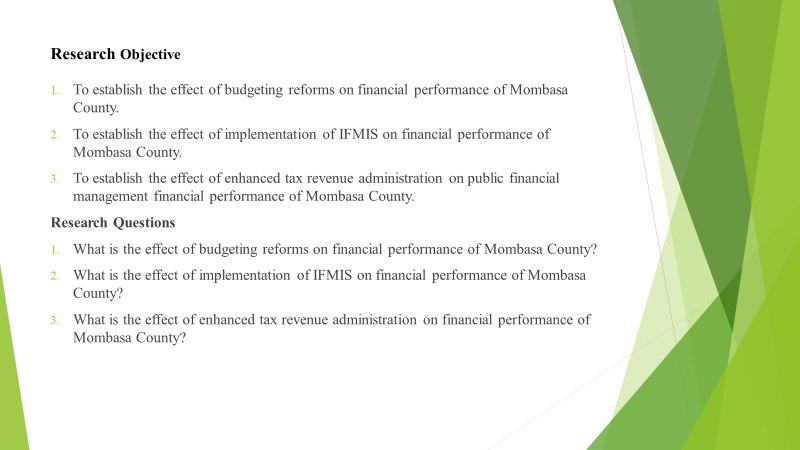 Research Objective
1. To establish the effect of budgeting reforms on financial performance of Mombasa
County.
2. To establish the effect of implementation of IFMIS on financial performance of
Mombasa County.
3. To establish the effect of enhanced tax revenue administration on public financial
management financial performance of Mombasa County.
Research Questions
1. What is the effect of budgeting reforms on financial performance of Mombasa County?
2. What is the effect of implementation of IFMIS on financial performance of Mombasa
County?
3. What is the effect of enhanced tax revenue administration on financial performance of
Mombasa County?